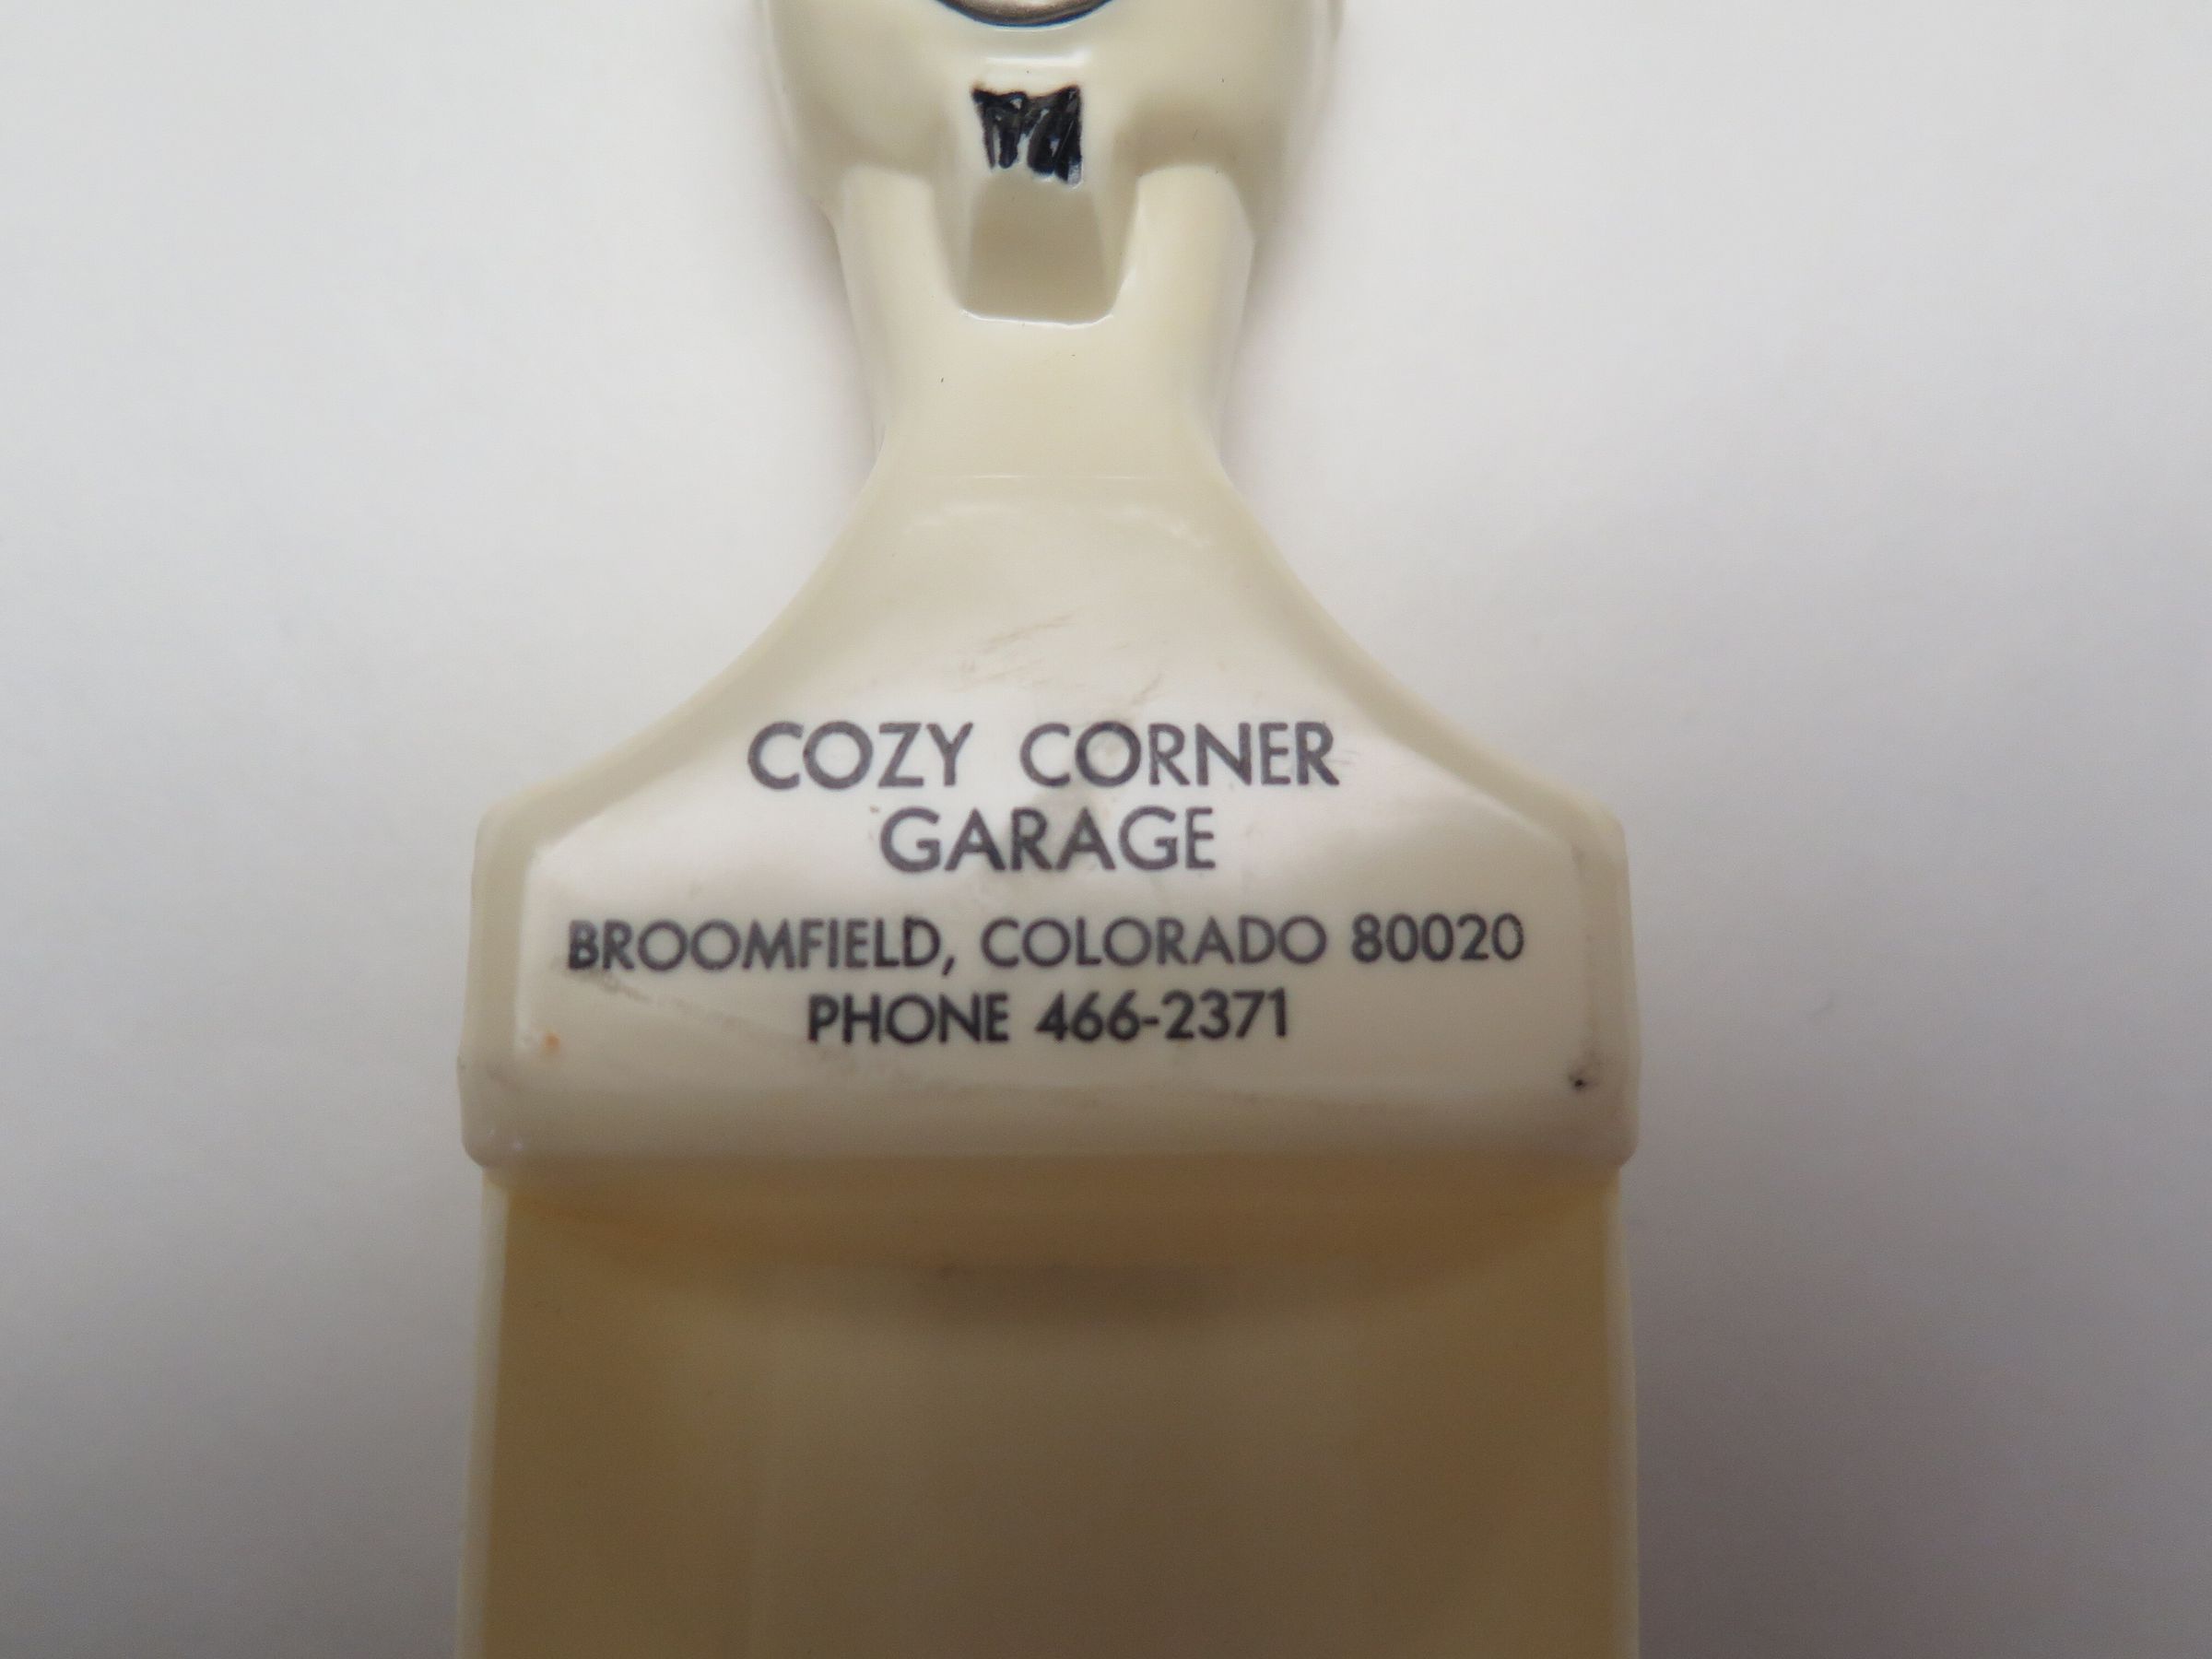 COZY CORNER
GARAGE
BROOMFIELD, COLORADO 80020
PHONE 466-2371